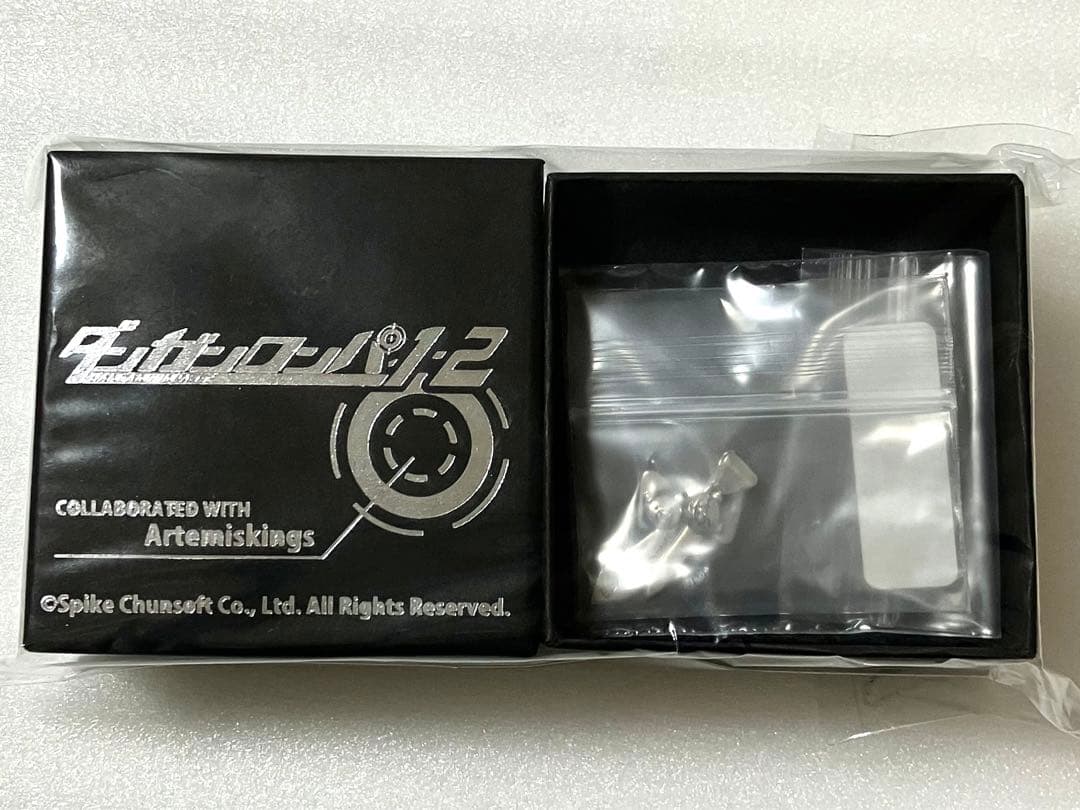 ダンガンロンパ1・2
COLLABORATED WITH
Artemiskings
©Spike Chunsoft Co., Ltd. All Rights Reserved.